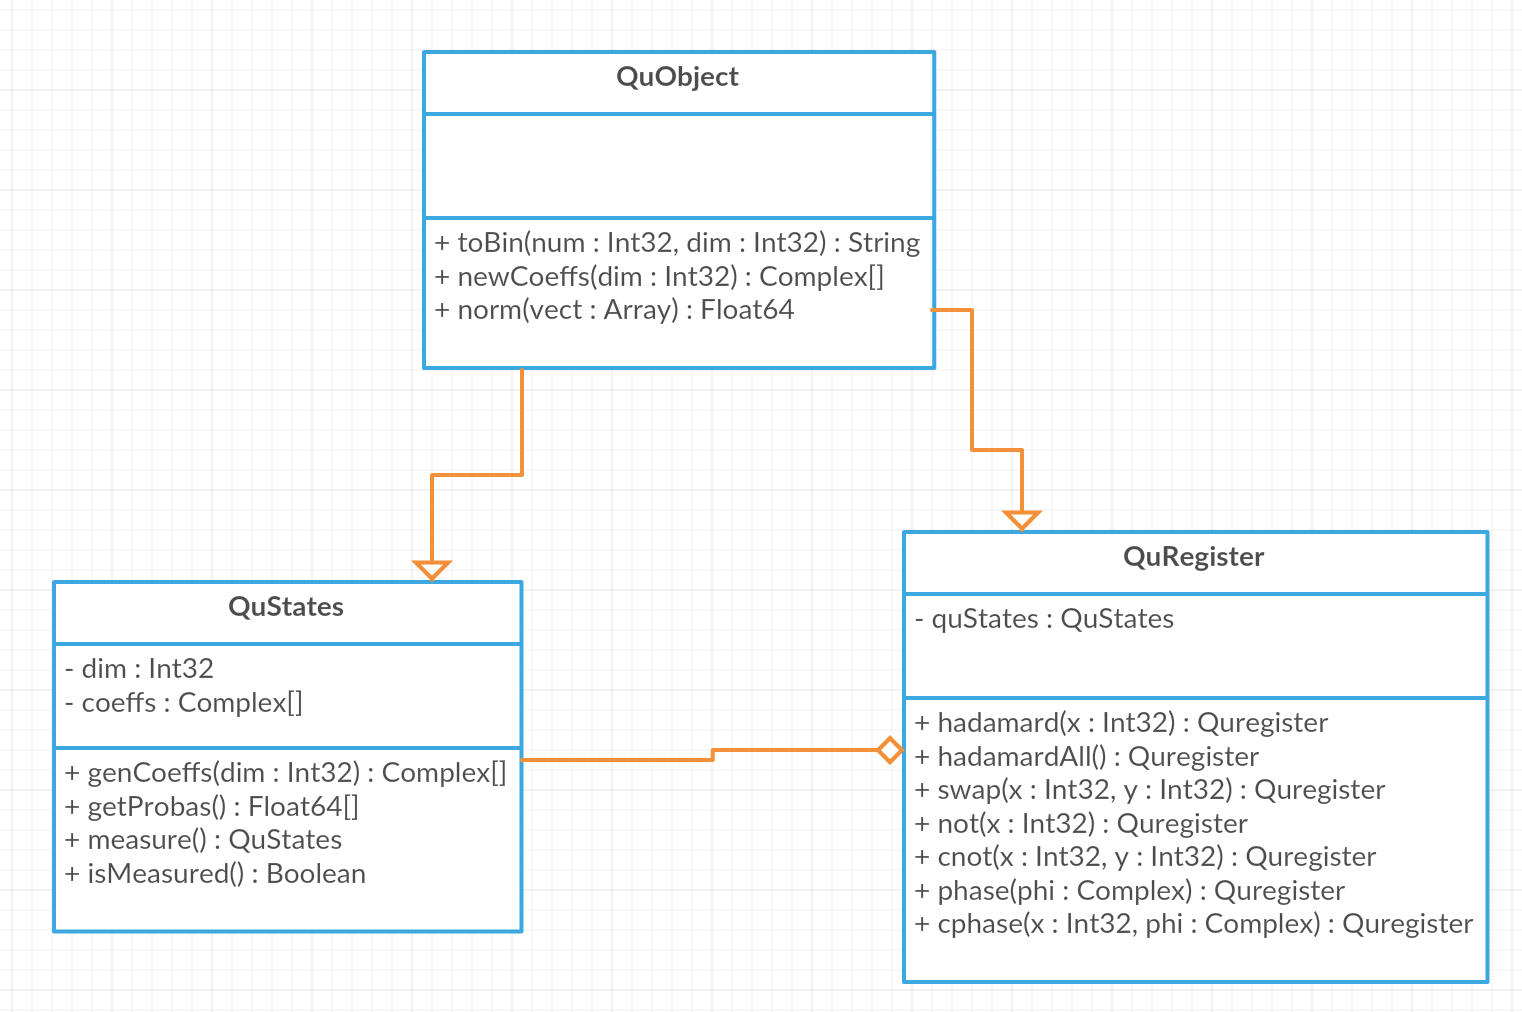 QuObject
+ toBin(num : Int32, dim : Int32) : String
+ newCoeffs(dim : Int32) : Complex[]
+ norm(vect : Array) : Float64
QuStates
- dim : Int32
- coeffs : Complex[]
+ genCoeffs(dim : Int32) : Complex[]
+ getProbas() : Float64[]
+ measure() : QuStates
+ isMeasured() : Boolean
QuRegister
- quStates : QuStates
+ hadamard(x : Int32) : Quregister
+ hadamardAll() : Quregister
+ swap(x : Int32, y : Int32) : Quregister
+ not(x : Int32) : Quregister
+ cnot(x : Int32, y : Int32) : Quregister
+ phase(phi : Complex) : Quregister
+ cphase(x : Int32, phi : Complex) : Quregister